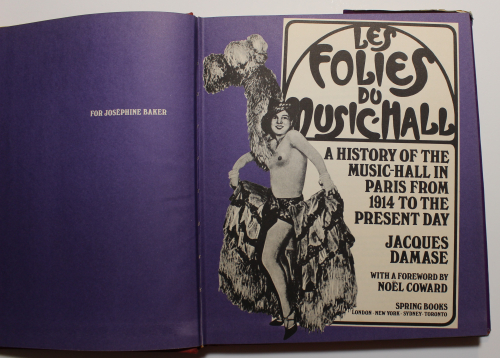 FOR JOSÉPHINE BAKER
LES
FOLIES
DU
MUSIC-HALL
A HISTORY OF THE
MUSIC-HALL IN
PARIS FROM
1914 TO THE
PRESENT DAY
JACQUES
DAMASE
WITH A FOREWORD BY
NOËL COWARD
SPRING BOOKS
LONDON · NEW YORK · SYDNEY · TORONTO